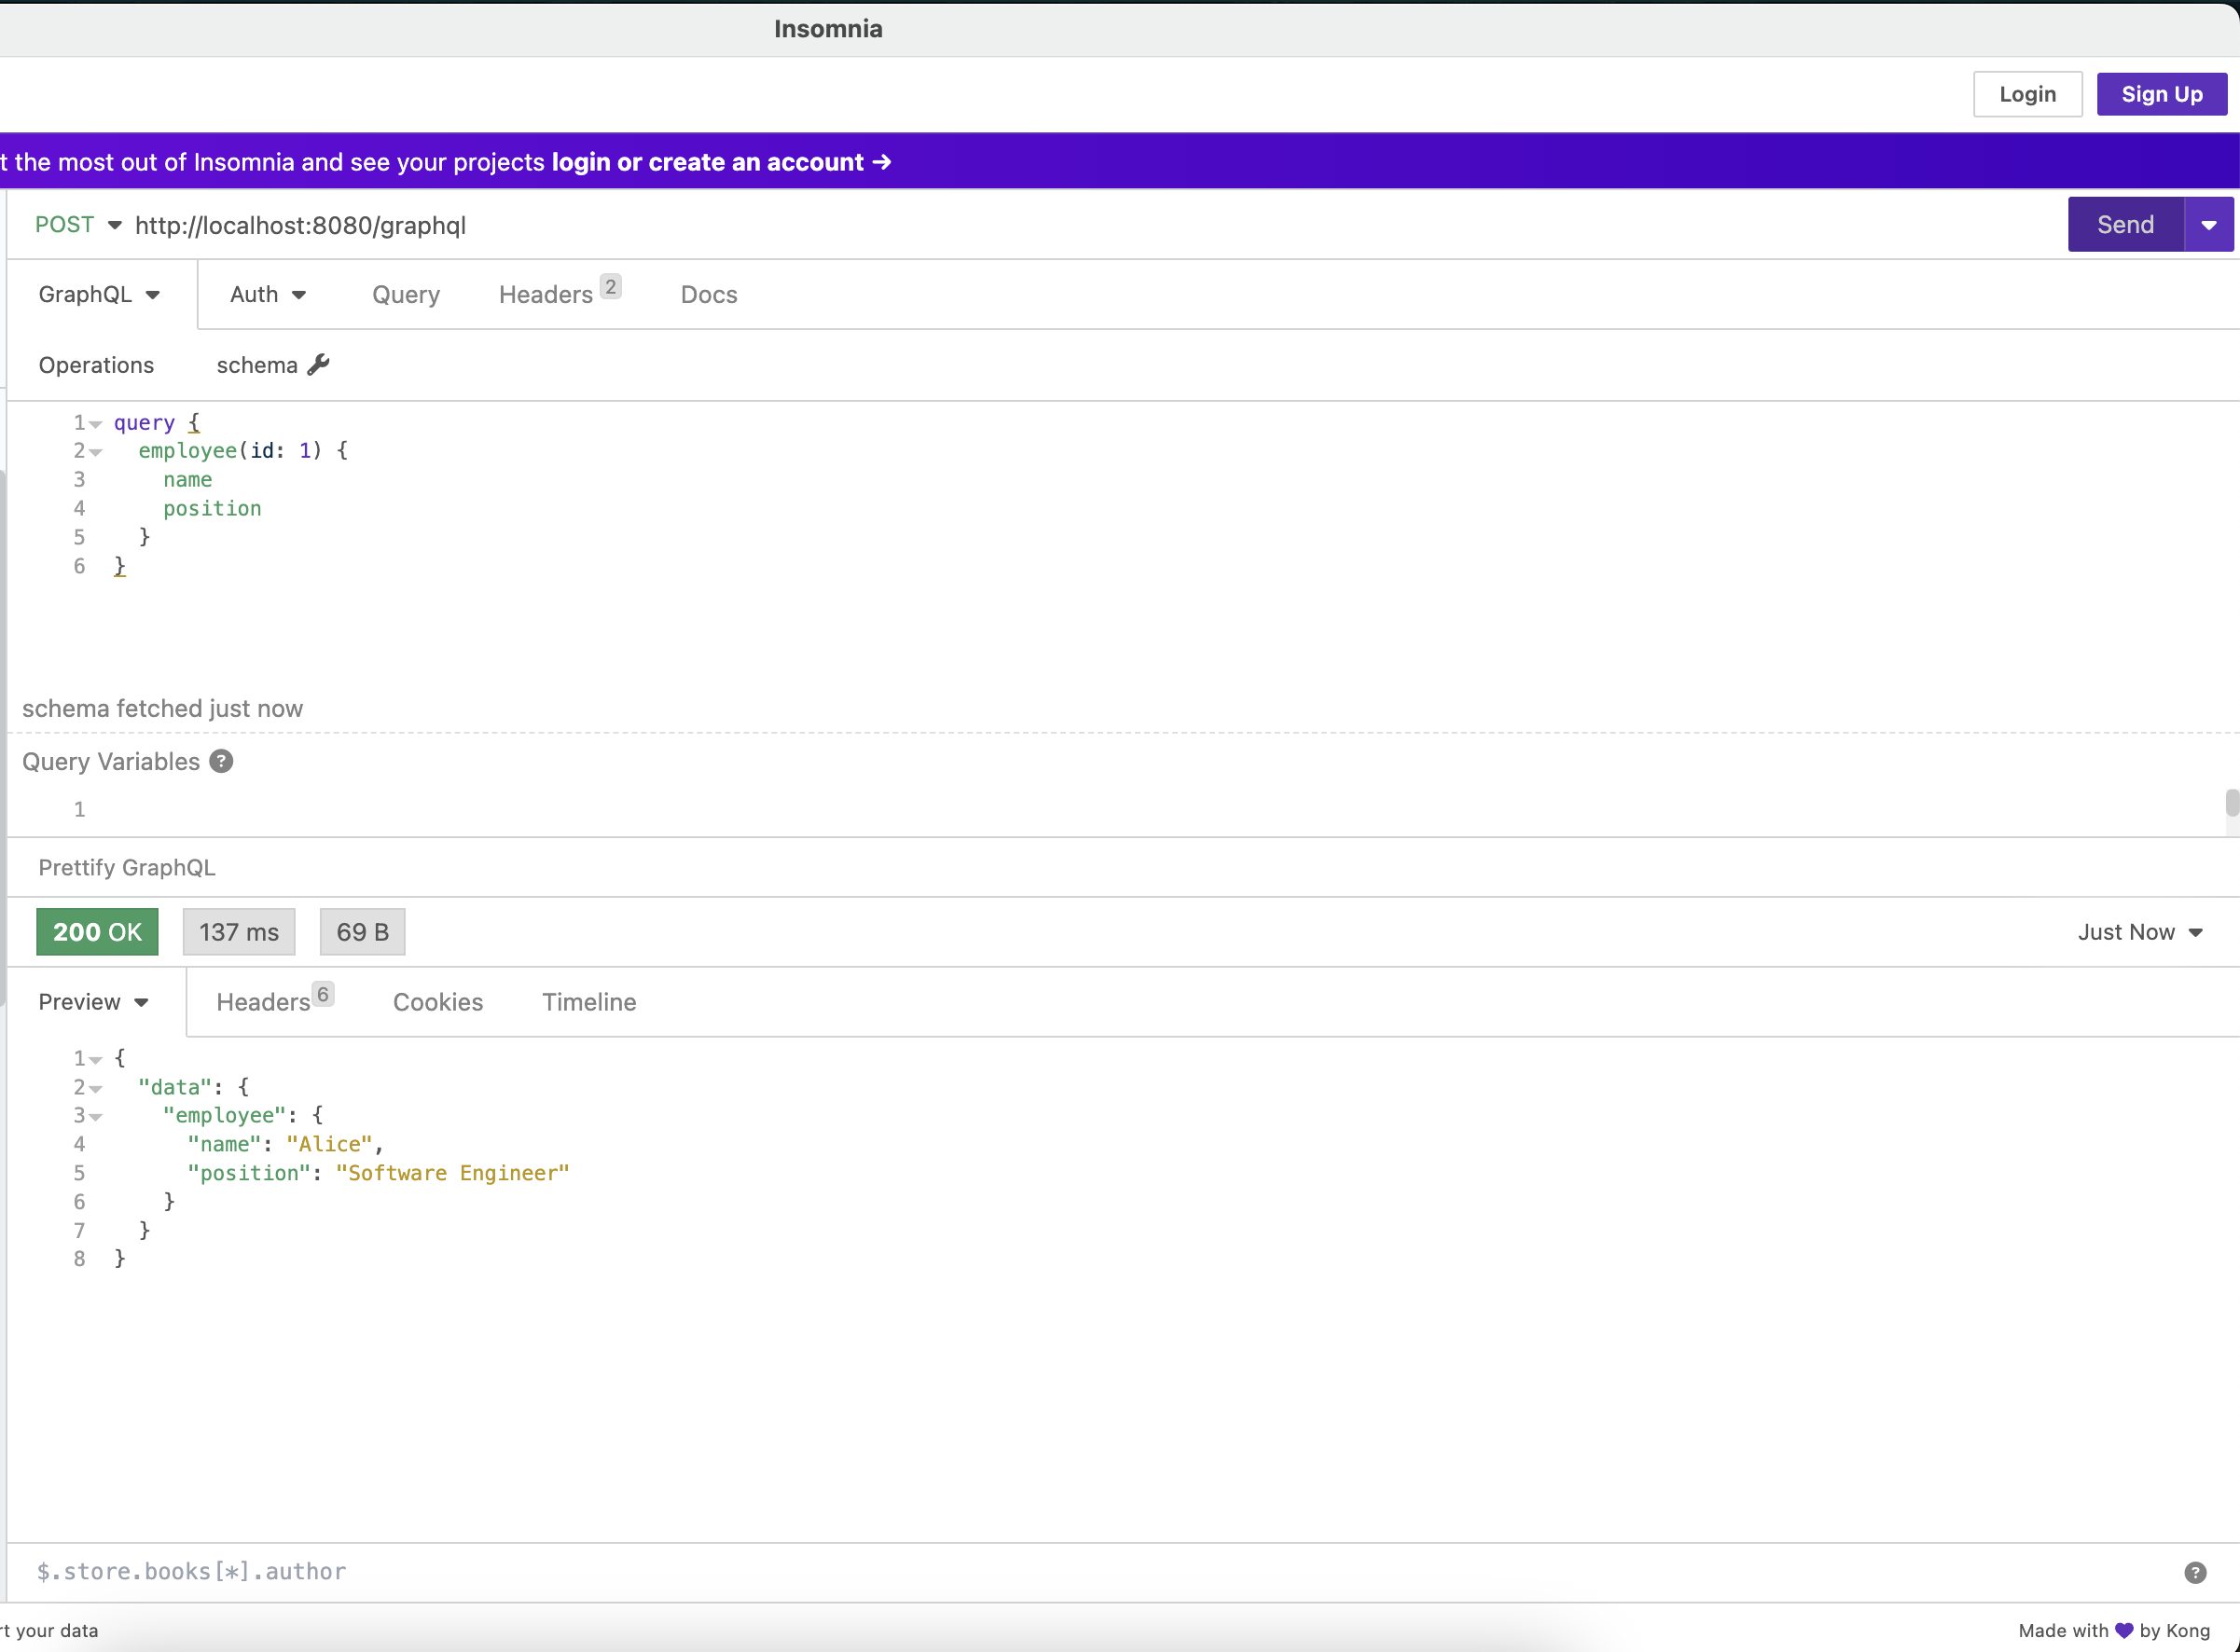 Insomnia
Login Sign Up
t the most out of Insomnia and see your projects login or create an account →
POST http://localhost:8080/graphql Send
GraphQL Auth Query Headers 2 Docs
Operations schema
1 query {
2   employee(id: 1) {
3     name
4     position
5   }
6 }
schema fetched just now
Query Variables ?
1
Prettify GraphQL
200 OK 137 ms 69 B Just Now
Preview Headers 6 Cookies Timeline
1 {
2   "data": {
3     "employee": {
4       "name": "Alice",
5       "position": "Software Engineer"
6     }
7   }
8 }
$.store.books[*].author ?
rt your data Made with 💜 by Kong